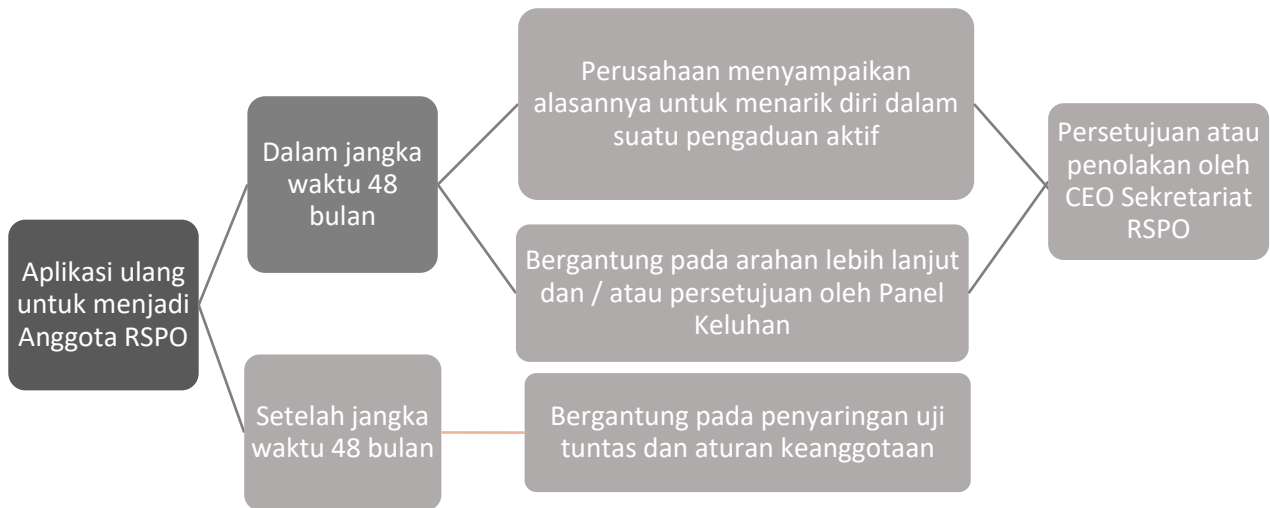 Aplikasi ulang
untuk menjadi
Anggota RSPO
Dalam jangka
waktu 48
bulan
Perusahaan menyampaikan
alasannya untuk menarik diri dalam
suatu pengaduan aktif
Bergantung pada arahan lebih lanjut
dan / atau persetujuan oleh Panel
Keluhan
Persetujuan atau
penolakan oleh
CEO Sekretariat
RSPO
Setelah jangka
waktu 48 bulan
Bergantung pada penyaringan uji
tuntas dan aturan keanggotaan